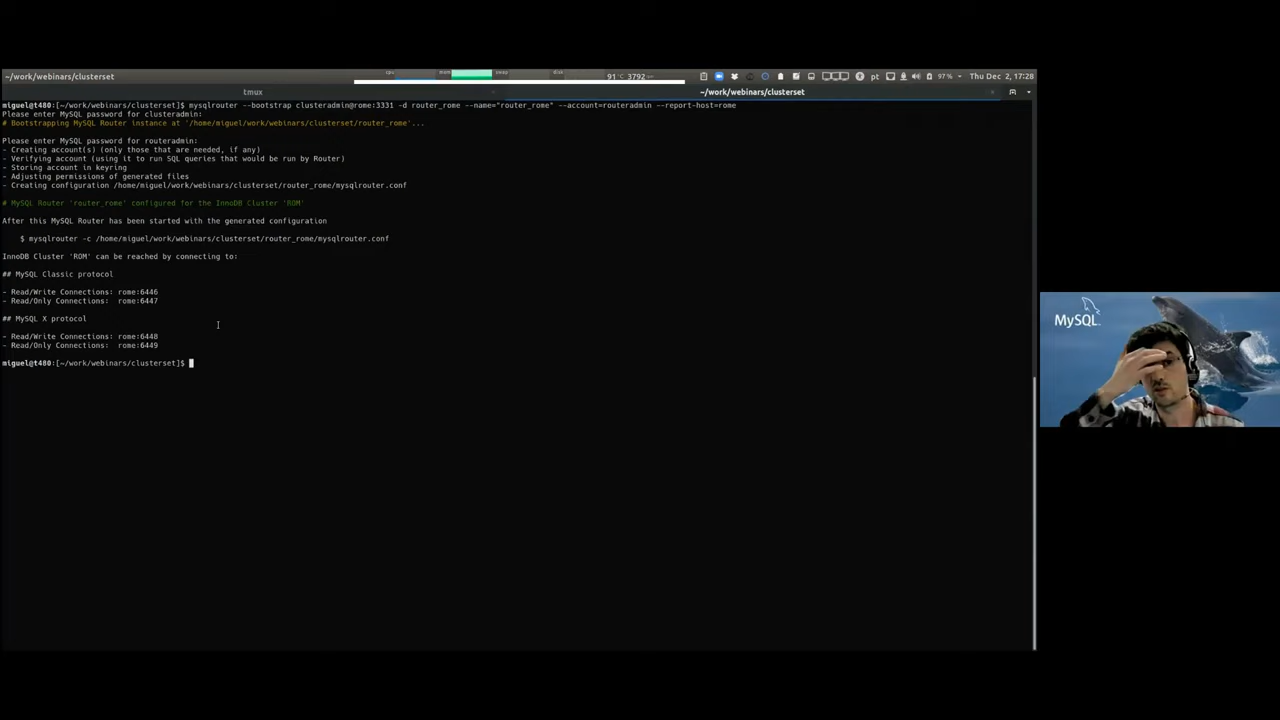 ~/work/webinars/clusterset
cpu mem swap disk 91°C 3792 pt 97% Thu Dec 2, 17:28
tmux
~/work/webinars/clusterset
miguel@t480:[~/work/webinars/clusterset]$ mysqlrouter --bootstrap clusteradmin@rome:3331 -d router_rome --name="router_rome" --account=routeradmin --report-host=rome
Please enter MySQL password for clusteradmin:
# Bootstrapping MySQL Router instance at '/home/miguel/work/webinars/clusterset/router_rome'...
Please enter MySQL password for routeradmin:
- Creating account(s) (only those that are needed, if any)
- Verifying account (using it to run SQL queries that would be run by Router)
- Storing account in keyring
- Adjusting permissions of generated files
- Creating configuration /home/miguel/work/webinars/clusterset/router_rome/mysqlrouter.conf
# MySQL Router 'router_rome' configured for the InnoDB Cluster 'ROM'
After this MySQL Router has been started with the generated configuration
$ mysqlrouter -c /home/miguel/work/webinars/clusterset/router_rome/mysqlrouter.conf
InnoDB Cluster 'ROM' can be reached by connecting to:
## MySQL Classic protocol
- Read/Write Connections: rome:6446
- Read/Only Connections: rome:6447
## MySQL X protocol
- Read/Write Connections: rome:6448
- Read/Only Connections: rome:6449
miguel@t480:[~/work/webinars/clusterset]$
MySQL